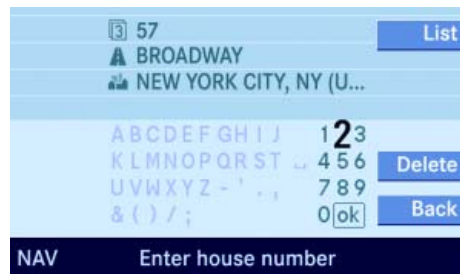 3 57
List
BROADWAY
NEW YORK CITY, NY (U...
ABCDEFGHIJ 123
KLMNOPQRST ␣ 456
Delete
UVWXYZ-'., 789
&()/; 0 ok
Back
NAV Enter house number